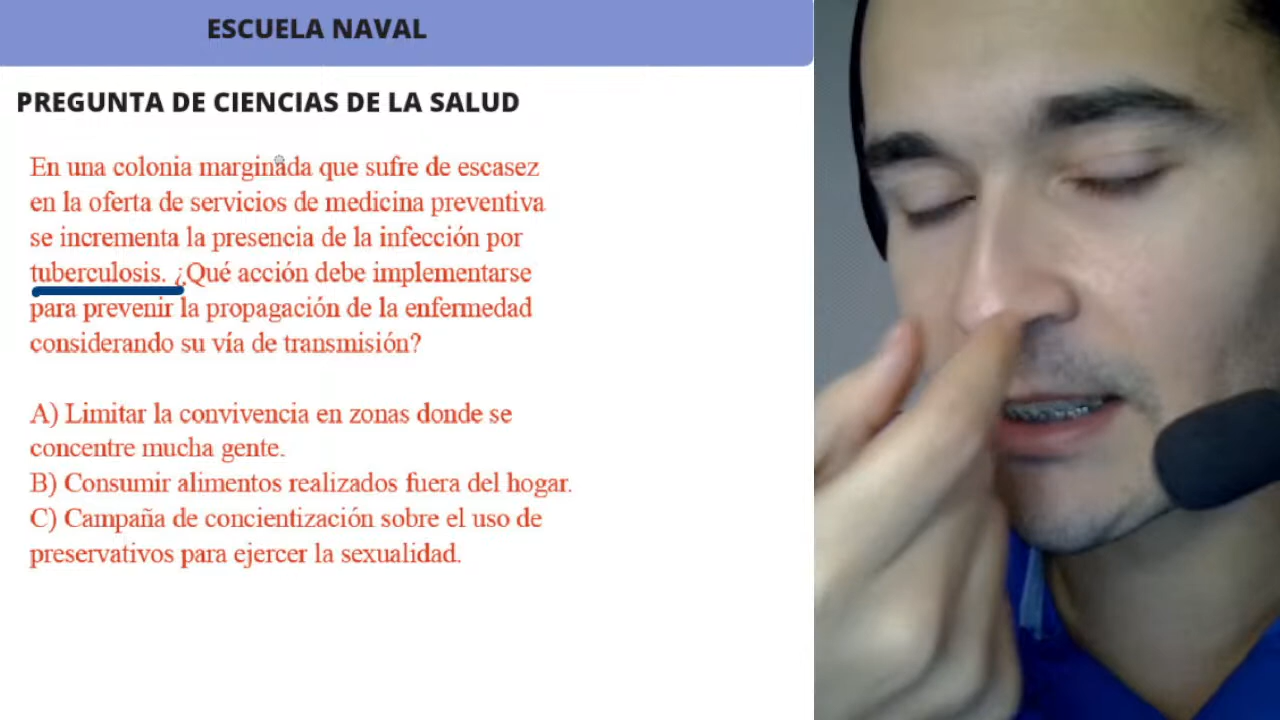 ESCUELA NAVAL
PREGUNTA DE CIENCIAS DE LA SALUD
En una colonia marginada que sufre de escasez
en la oferta de servicios de medicina preventiva
se incrementa la presencia de la infección por
tuberculosis. ¿Qué acción debe implementarse
para prevenir la propagación de la enfermedad
considerando su vía de transmisión?
A) Limitar la convivencia en zonas donde se
concentre mucha gente.
B) Consumir alimentos realizados fuera del hogar.
C) Campaña de concientización sobre el uso de
preservativos para ejercer la sexualidad.